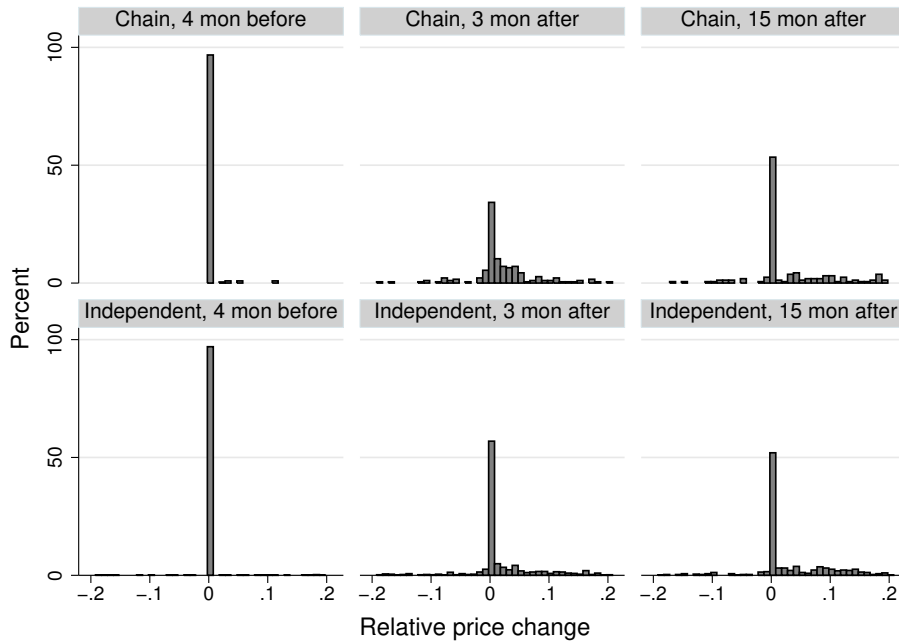 Chain, 4 mon before
Chain, 3 mon after
Chain, 15 mon after
100
50
0
Independent, 4 mon before
Independent, 3 mon after
Independent, 15 mon after
100
50
0
Percent
−.2 −.1 0 .1 .2
−.2 −.1 0 .1 .2
−.2 −.1 0 .1 .2
Relative price change